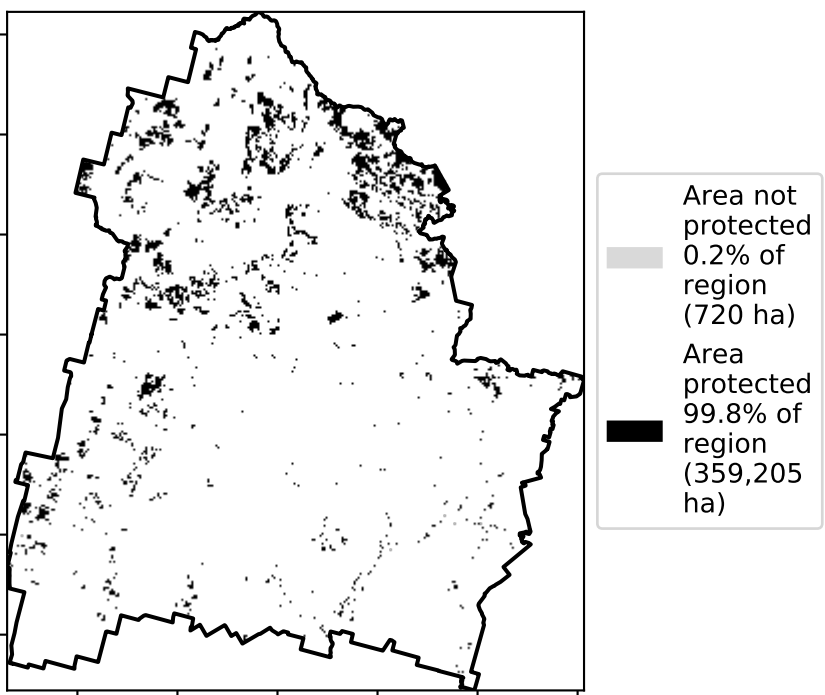 Area not
protected
0.2% of
region
(720 ha)
Area
protected
99.8% of
region
(359,205
ha)